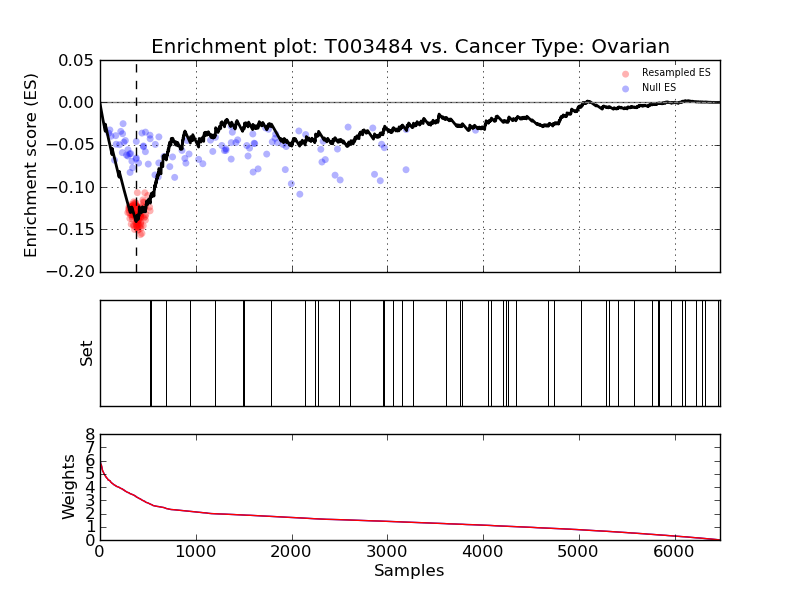 Enrichment plot: T003484 vs. Cancer Type: Ovarian
Enrichment score (ES)
0.05
0.00
−0.05
−0.10
−0.15
−0.20
Resampled ES
Null ES
Set
Weights
8
7
6
5
4
3
2
1
0
0 1000 2000 3000 4000 5000 6000
Samples